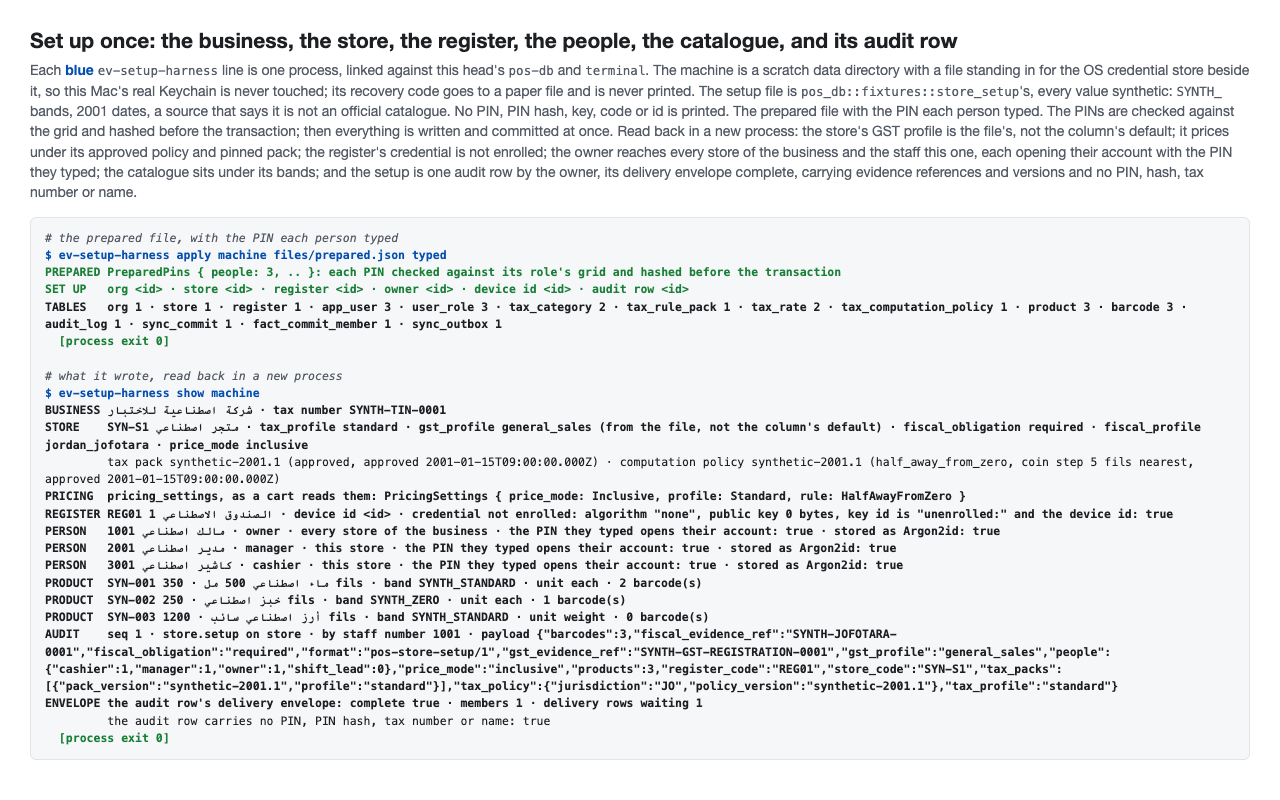 Set up once: the business, the store, the register, the people, the catalogue, and its audit row
Each blue ev-setup-harness line is one process, linked against this head's pos-db and terminal. The machine is a scratch data directory with a file standing in for the OS credential store beside
it, so this Mac's real Keychain is never touched; its recovery code goes to a paper file and is never printed. The setup file is pos_db::fixtures::store_setup's, every value synthetic: SYNTH_
bands, 2001 dates, a source that says it is not an official catalogue. No PIN, PIN hash, key, code or id is printed. The prepared file with the PIN each person typed. The PINs are checked against
the grid and hashed before the transaction; then everything is written and committed at once. Read back in a new process: the store's GST profile is the file's, not the column's default; it prices
under its approved policy and pinned pack; the register's credential is not enrolled; the owner reaches every store of the business and the staff this one, each opening their account with the PIN
they typed; the catalogue sits under its bands; and the setup is one audit row by the owner, its delivery envelope complete, carrying evidence references and versions and no PIN, hash, tax
number or name.
# the prepared file, with the PIN each person typed
$ ev-setup-harness apply machine files/prepared.json typed
PREPARED PreparedPins { people: 3, .. }: each PIN checked against its role's grid and hashed before the transaction
SET UP org <id> · store <id> · register <id> · owner <id> · device id <id> · audit row <id>
TABLES org 1 · store 1 · register 1 · app_user 3 · user_role 3 · tax_category 2 · tax_rule_pack 1 · tax_rate 2 · tax_computation_policy 1 · product 3 · barcode 3 ·
audit_log 1 · sync_commit 1 · fact_commit_member 1 · sync_outbox 1
[process exit 0]
# what it wrote, read back in a new process
$ ev-setup-harness show machine
BUSINESS شركة اصطناعية للاختبار · tax number SYNTH-TIN-0001
STORE SYN-S1 متجر اصطناعي · tax_profile standard · gst_profile general_sales (from the file, not the column's default) · fiscal_obligation required · fiscal_profile
jordan_jofotara · price_mode inclusive
tax pack synthetic-2001.1 (approved, approved 2001-01-15T09:00:00.000Z) · computation policy synthetic-2001.1 (half_away_from_zero, coin step 5 fils nearest,
approved 2001-01-15T09:00:00.000Z)
PRICING pricing_settings, as a cart reads them: PricingSettings { price_mode: Inclusive, profile: Standard, rule: HalfAwayFromZero }
REGISTER REG01 الصندوق الاصطناعي 1 · device id <id> · credential not enrolled: algorithm "none", public key 0 bytes, key id is "unenrolled:" and the device id: true
PERSON 1001 مالك اصطناعي · owner · every store of the business · the PIN they typed opens their account: true · stored as Argon2id: true
PERSON 2001 مدير اصطناعي · manager · this store · the PIN they typed opens their account: true · stored as Argon2id: true
PERSON 3001 كاشير اصطناعي · cashier · this store · the PIN they typed opens their account: true · stored as Argon2id: true
PRODUCT SYN-001 ماء اصطناعي 500 مل · 350 fils · band SYNTH_STANDARD · unit each · 2 barcode(s)
PRODUCT SYN-002 خبز اصطناعي · 250 fils · band SYNTH_ZERO · unit each · 1 barcode(s)
PRODUCT SYN-003 أرز اصطناعي سائب · 1200 fils · band SYNTH_STANDARD · unit weight · 0 barcode(s)
AUDIT seq 1 · store.setup on store · by staff number 1001 · payload {"barcodes":3,"fiscal_evidence_ref":"SYNTH-JOFOTARA-
0001","fiscal_obligation":"required","format":"pos-store-setup/1","gst_evidence_ref":"SYNTH-GST-REGISTRATION-0001","gst_profile":"general_sales","people":
{"cashier":1,"manager":1,"owner":1,"shift_lead":0},"price_mode":"inclusive","products":3,"register_code":"REG01","store_code":"SYN-S1","tax_packs":
[{"pack_version":"synthetic-2001.1","profile":"standard"}],"tax_policy":{"jurisdiction":"JO","policy_version":"synthetic-2001.1"},"tax_profile":"standard"}
ENVELOPE the audit row's delivery envelope: complete true · members 1 · delivery rows waiting 1
the audit row carries no PIN, PIN hash, tax number or name: true
[process exit 0]